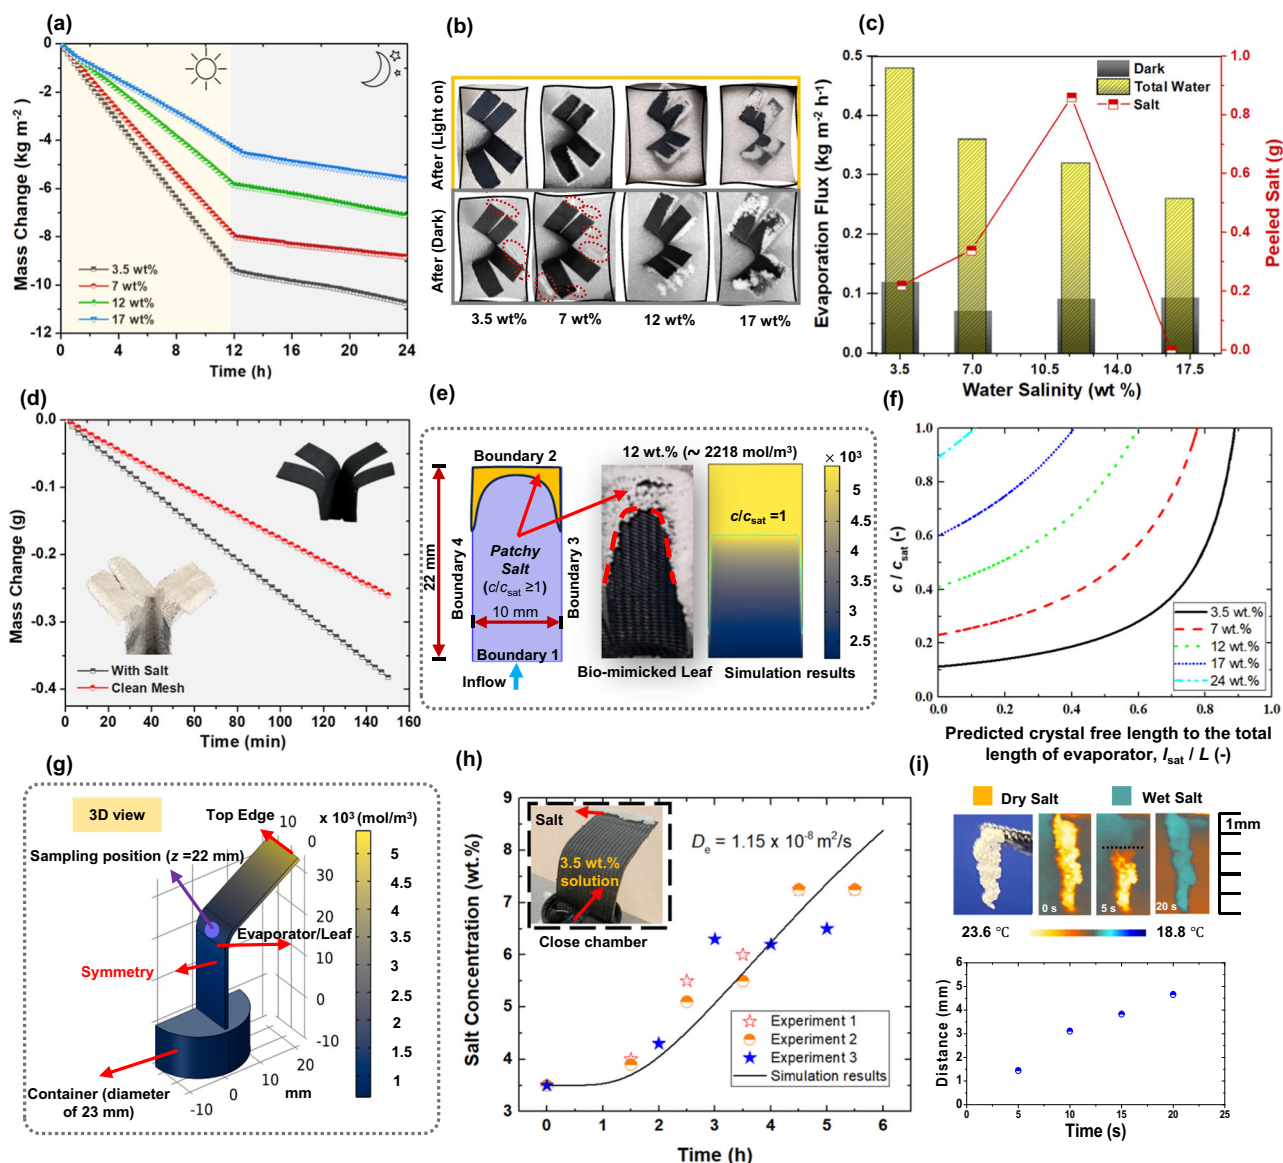 (a)
0
-2
-4
-6
-8
-10
-12
Mass Change (kg m⁻²)
3.5 wt%
7 wt%
12 wt%
17 wt%
0 4 8 12 16 20 24
Time (h)
(b)
After (Light on)
After (Dark)
3.5 wt% 7 wt% 12 wt% 17 wt%
(c)
0.5
0.4
0.3
0.2
0.1
0.0
Evaporation Flux (kg m⁻² h⁻¹)
Dark
Total Water
Salt
1.0
0.8
0.6
0.4
0.2
0.0
Peeled Salt (g)
3.5 7.0 10.5 14.0 17.5
Water Salinity (wt %)
(d)
0.0
-0.1
-0.2
-0.3
-0.4
Mass Change (g)
With Salt
Clean Mesh
0 20 40 60 80 100 120 140 160
Time (min)
(e)
Boundary 2
22 mm
Boundary 4
Patchy
Salt
(c/c_sat ≥1)
Boundary 3
10 mm
Boundary 1
Inflow
12 wt.% (~ 2218 mol/m³)
Bio-mimicked Leaf
c/c_sat =1
Simulation results
× 10³
5
4.5
4
3.5
3
2.5
(f)
1.0
0.8
0.6
0.4
0.2
0.0
c / c_sat (-)
3.5 wt.%
7 wt.%
12 wt.%
17 wt.%
24 wt.%
0.0 0.2 0.4 0.6 0.8 1.0
Predicted crystal free length to the total
length of evaporator, l_sat / L (-)
(g)
3D view
Top Edge
10
0
Sampling position (z =22 mm)
30
20
10
0
-10
Evaporator/Leaf
Symmetry
Container (diameter
of 23 mm)
-10 0 10 20
mm
x 10³ (mol/m³)
5
4.5
4
3.5
3
2.5
2
1.5
1
(h)
9
8
7
6
5
4
3
Salt Concentration (wt.%)
Salt
3.5 wt.%
solution
Close chamber
D_e = 1.15 x 10⁻⁸ m²/s
Experiment 1
Experiment 2
Experiment 3
Simulation results
0 1 2 3 4 5 6
Time (h)
(i)
Dry Salt Wet Salt
1mm
0 s 5 s 20 s
23.6 °C 18.8 °C
6
5
4
3
2
1
0
Distance (mm)
0 5 10 15 20 25
Time (s)